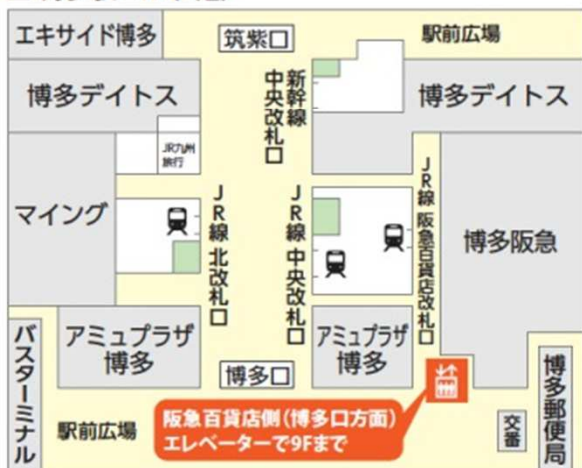 エキサイド博多
筑紫口
駅前広場
博多デイトス
新幹線
中央改札口
博多デイトス
JR九州
旅行
マイング
JR線 北改札口
JR線 中央改札口
JR線 阪急百貨店改札口
博多阪急
アミュプラザ
博多
アミュプラザ
博多
バスターミナル
博多口
駅前広場
阪急百貨店側(博多口方面)
エレベーターで9Fまで
交番
博多郵便局